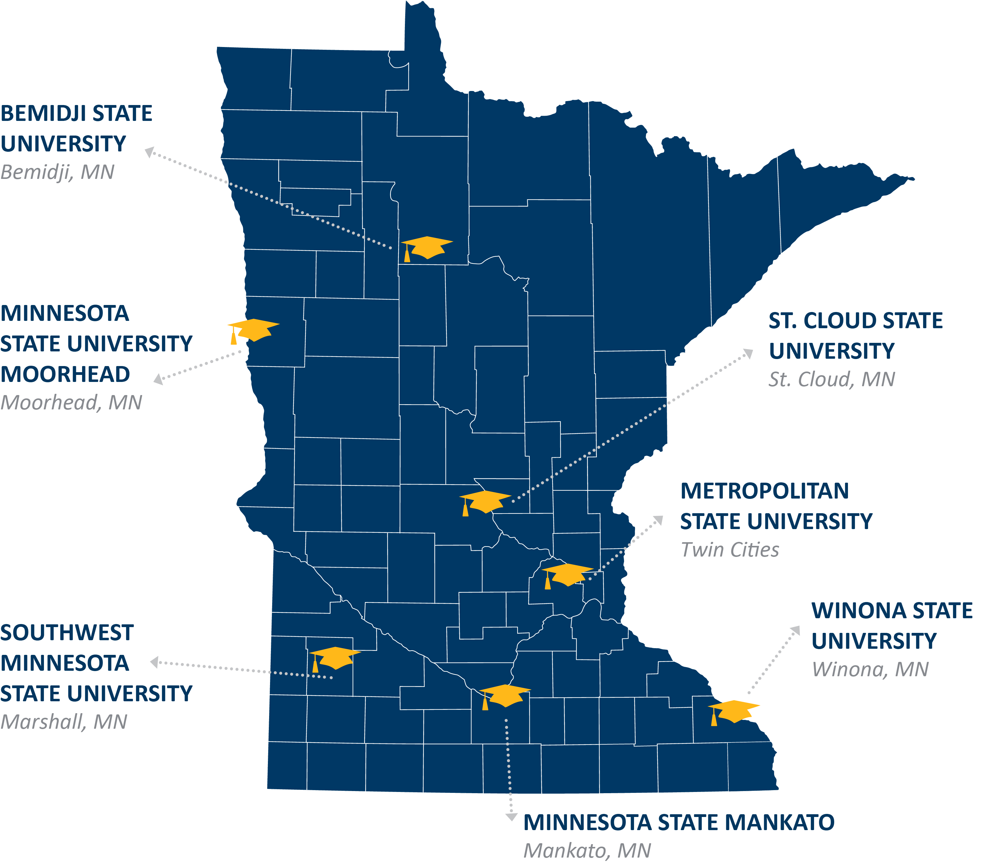 BEMIDJI STATE
UNIVERSITY
Bemidji, MN
MINNESOTA
STATE UNIVERSITY
MOORHEAD
Moorhead, MN
ST. CLOUD STATE
UNIVERSITY
St. Cloud, MN
METROPOLITAN
STATE UNIVERSITY
Twin Cities
WINONA STATE
UNIVERSITY
Winona, MN
SOUTHWEST
MINNESOTA
STATE UNIVERSITY
Marshall, MN
MINNESOTA STATE MANKATO
Mankato, MN